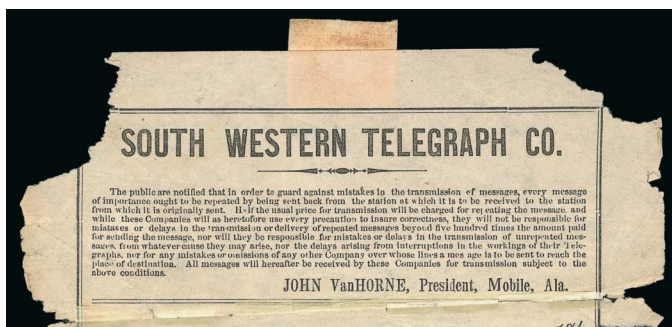 SOUTH WESTERN TELEGRAPH CO.
The public are notified that in order to guard against mistakes in the transmission of messages, every message
of importance ought to be repeated by being sent back from the station at which it is to be received to the station
from which it is originally sent. Half the usual price for transmission will be charged for repeating the message, and
while these Companies will as heretofore use every precaution to insure correctness, they will not be responsible for
mistakes or delays in the transmission or delivery of repeated messages beyond five hundred times the amount paid
for sending the message, nor will they be responsible for mistakes or delays in the transmission of unrepeated mes-
sages, from whatever cause they may arise, nor the delays arising from interruptions in the workings of their Tele-
graphs, nor for any mistakes or omissions of any other Company over whose lines a message is to be sent to reach the
place of destination. All messages will hereafter be received by these Companies for transmission subject to the
above conditions.
JOHN VanHORNE, President, Mobile, Ala.